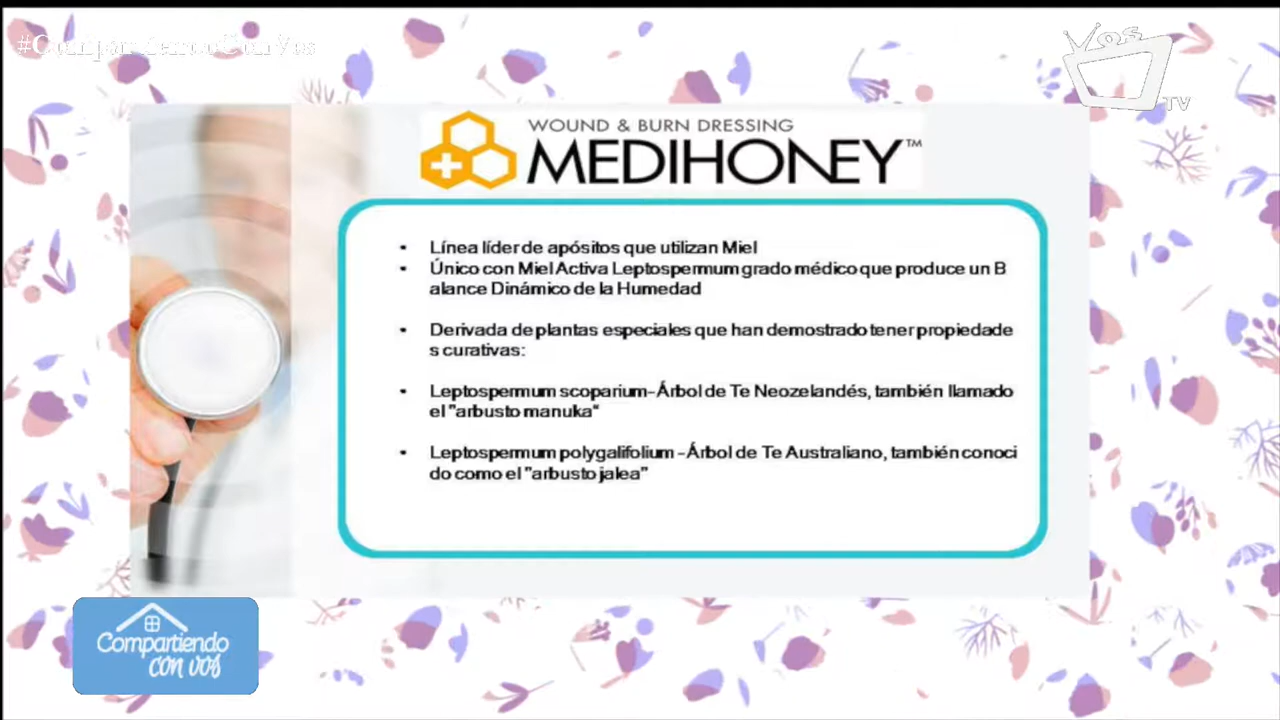 #CompartiendoConVos
Vos
TV
WOUND & BURN DRESSING
MEDIHONEY™
• Línea líder de apósitos que utilizan Miel
• Único con Miel Activa Leptospermum grado médico que produce un B
alance Dinámico de la Humedad
• Derivada de plantas especiales que han demostrado tener propiedade
s curativas:
• Leptospermum scoparium–Árbol de Te Neozelandés, también llamado
el "arbusto manuka"
• Leptospermum polygalifolium –Árbol de Te Australiano, también conoci
do como el "arbusto jalea"
Compartiendo
con vos